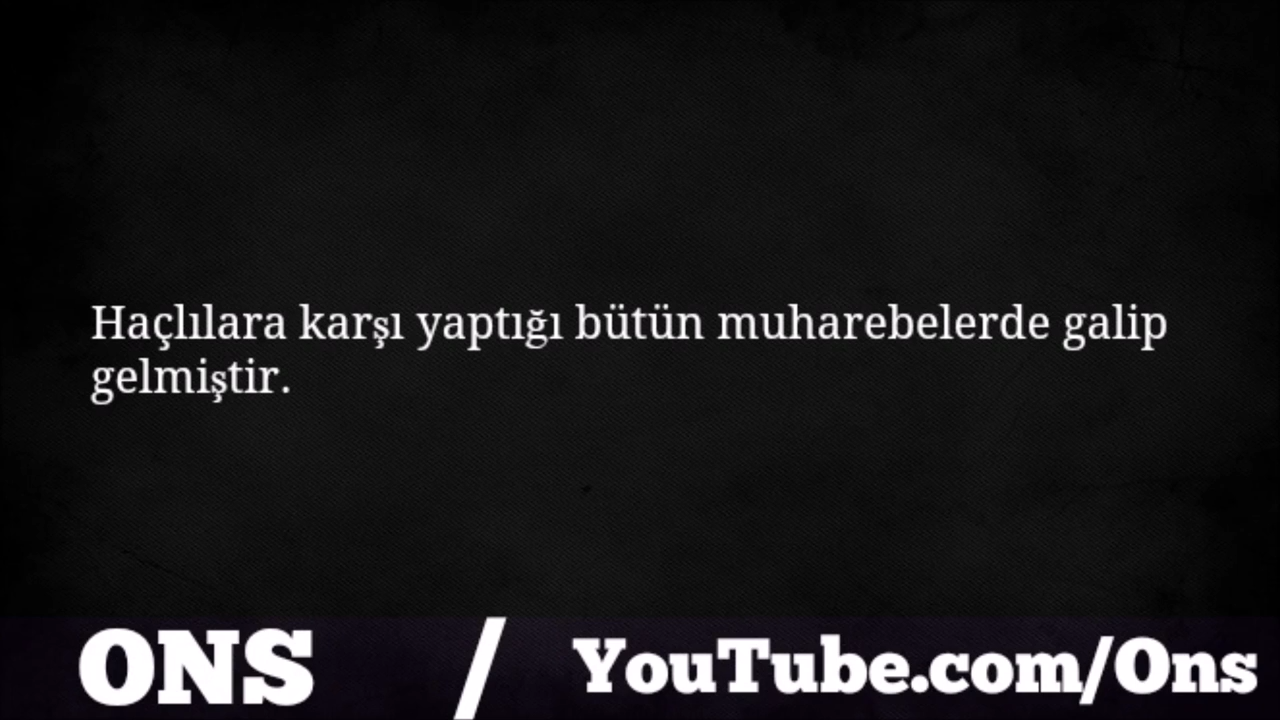 Haçlılara karşı yaptığı bütün muharebelerde galip
gelmiştir.
ONS / YouTube.com/Ons